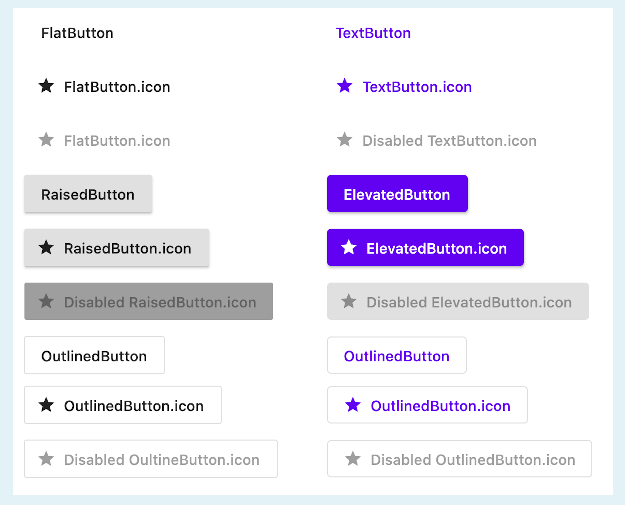 FlatButton
TextButton
FlatButton.icon
TextButton.icon
FlatButton.icon
Disabled TextButton.icon
RaisedButton
ElevatedButton
RaisedButton.icon
ElevatedButton.icon
Disabled RaisedButton.icon
Disabled ElevatedButton.icon
OutlinedButton
OutlinedButton
OutlinedButton.icon
OutlinedButton.icon
Disabled OultineButton.icon
Disabled OutlinedButton.icon